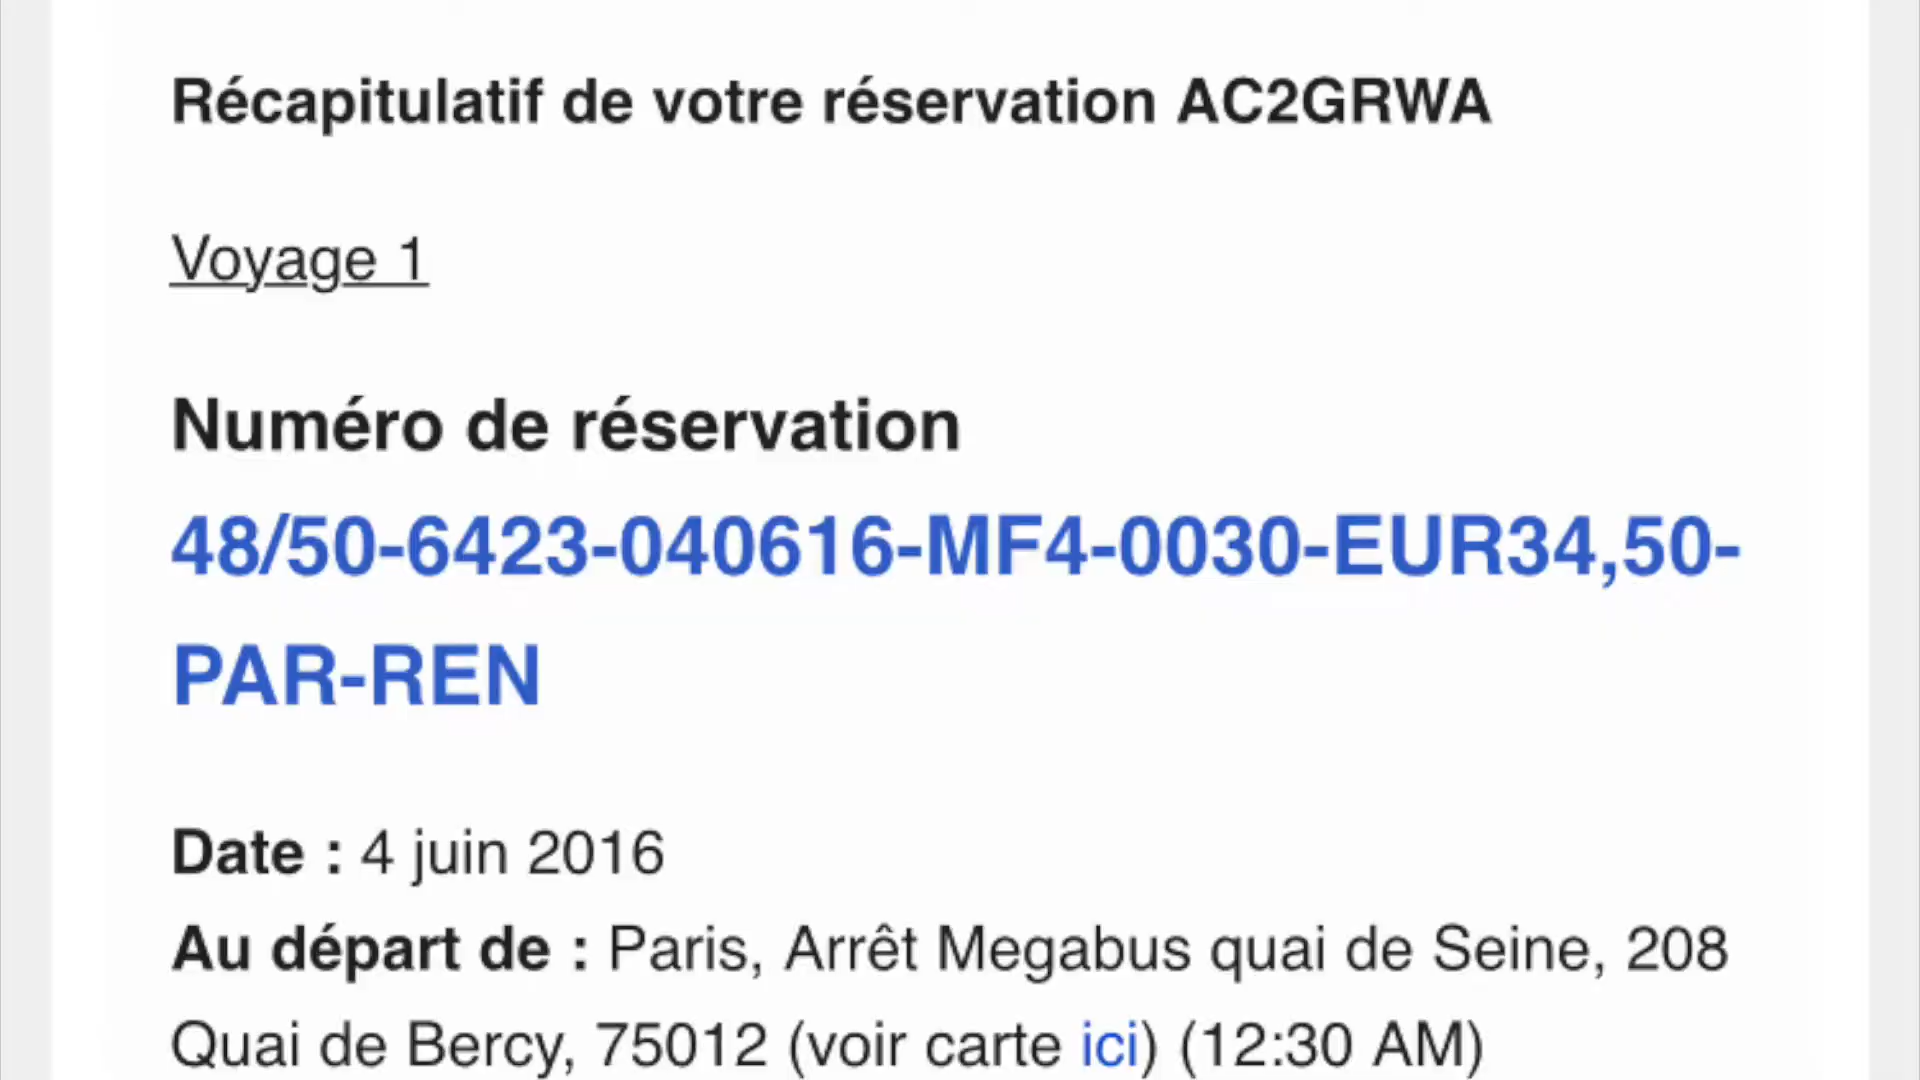 Récapitulatif de votre réservation AC2GRWA
Voyage 1
Numéro de réservation
48/50-6423-040616-MF4-0030-EUR34,50-
PAR-REN
Date : 4 juin 2016
Au départ de : Paris, Arrêt Megabus quai de Seine, 208
Quai de Bercy, 75012 (voir carte ici) (12:30 AM)